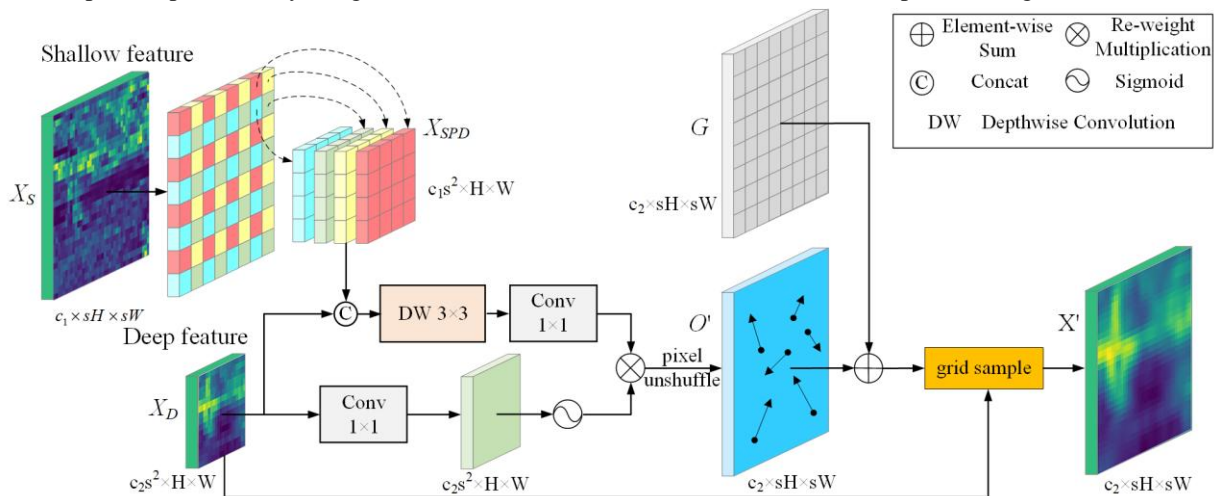 Shallow feature
X_S
c₁×sH×sW
X_SPD
c₁s²×H×W
G
c₂×sH×sW
Element-wise
Sum
Re-weight
Multiplication
Concat
Sigmoid
DW Depthwise Convolution
C
C
DW 3×3
Conv
1×1
Deep feature
X_D
c₂s²×H×W
Conv
1×1
c₂s²×H×W
pixel
unshuffle
O'
c₂×sH×sW
grid sample
X'
c₂×sH×sW